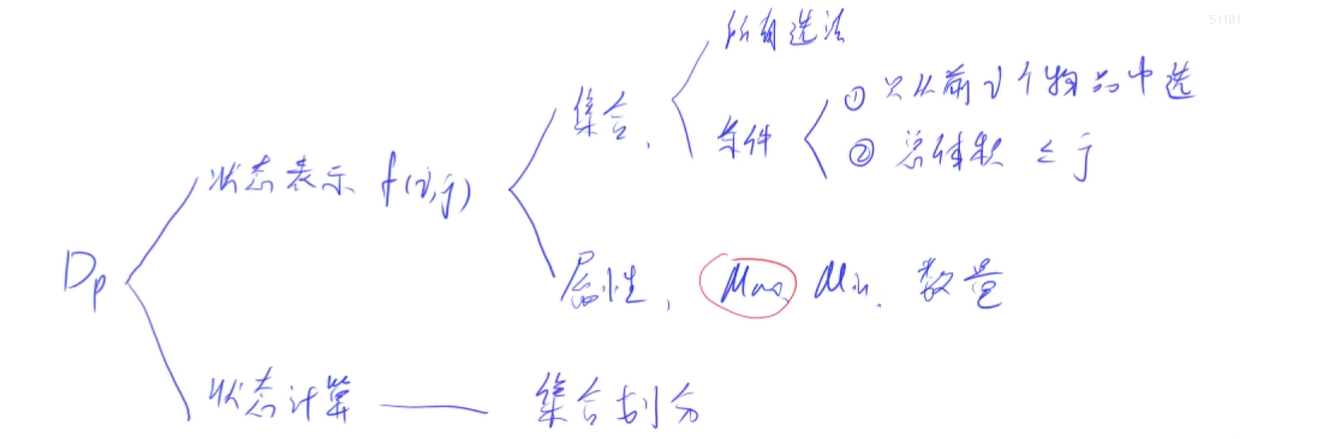 51181
所有选法
集合、
条件
① 只从前i个物品中选
② 总体积 ≤ j
状态表示 f(i,j)
Dp
属性、 Max Min、 数量
状态计算 —— 集合划分